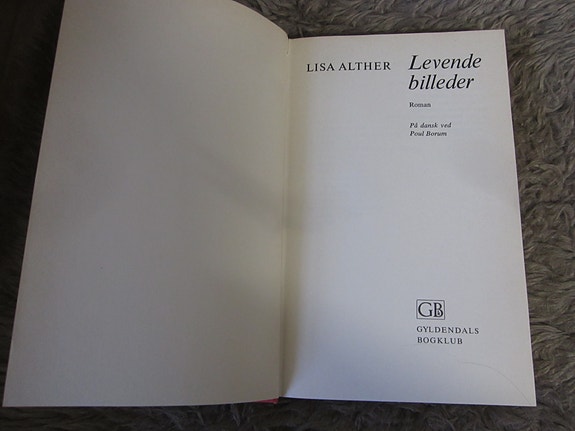 LISA ALTHER
Levende
billeder
Roman
På dansk ved
Poul Borum
GB
GYLDENDALS
BOGKLUB